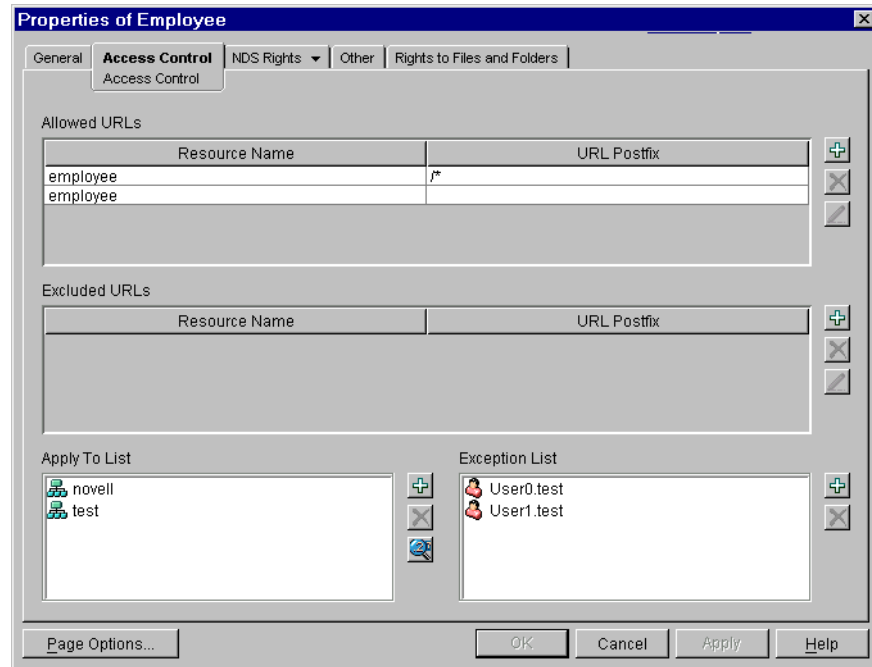 Properties of Employee
General Access Control NDS Rights Other Rights to Files and Folders
Access Control
Allowed URLs
Resource Name URL Postfix
employee /*
employee
Excluded URLs
Resource Name URL Postfix
Apply To List Exception List
novell User0.test
test User1.test
Page Options... OK Cancel Apply Help